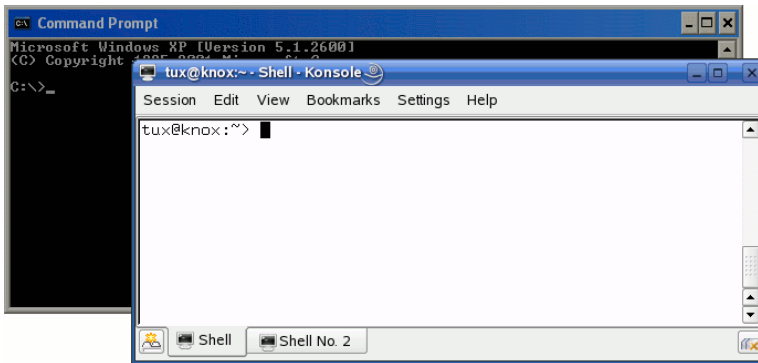 Command Prompt
Microsoft Windows XP [Version 5.1.2600]
(C) Copyright
C:\>_
tux@knox:~ - Shell - Konsole
Session Edit View Bookmarks Settings Help
tux@knox:~>
Shell
Shell No. 2